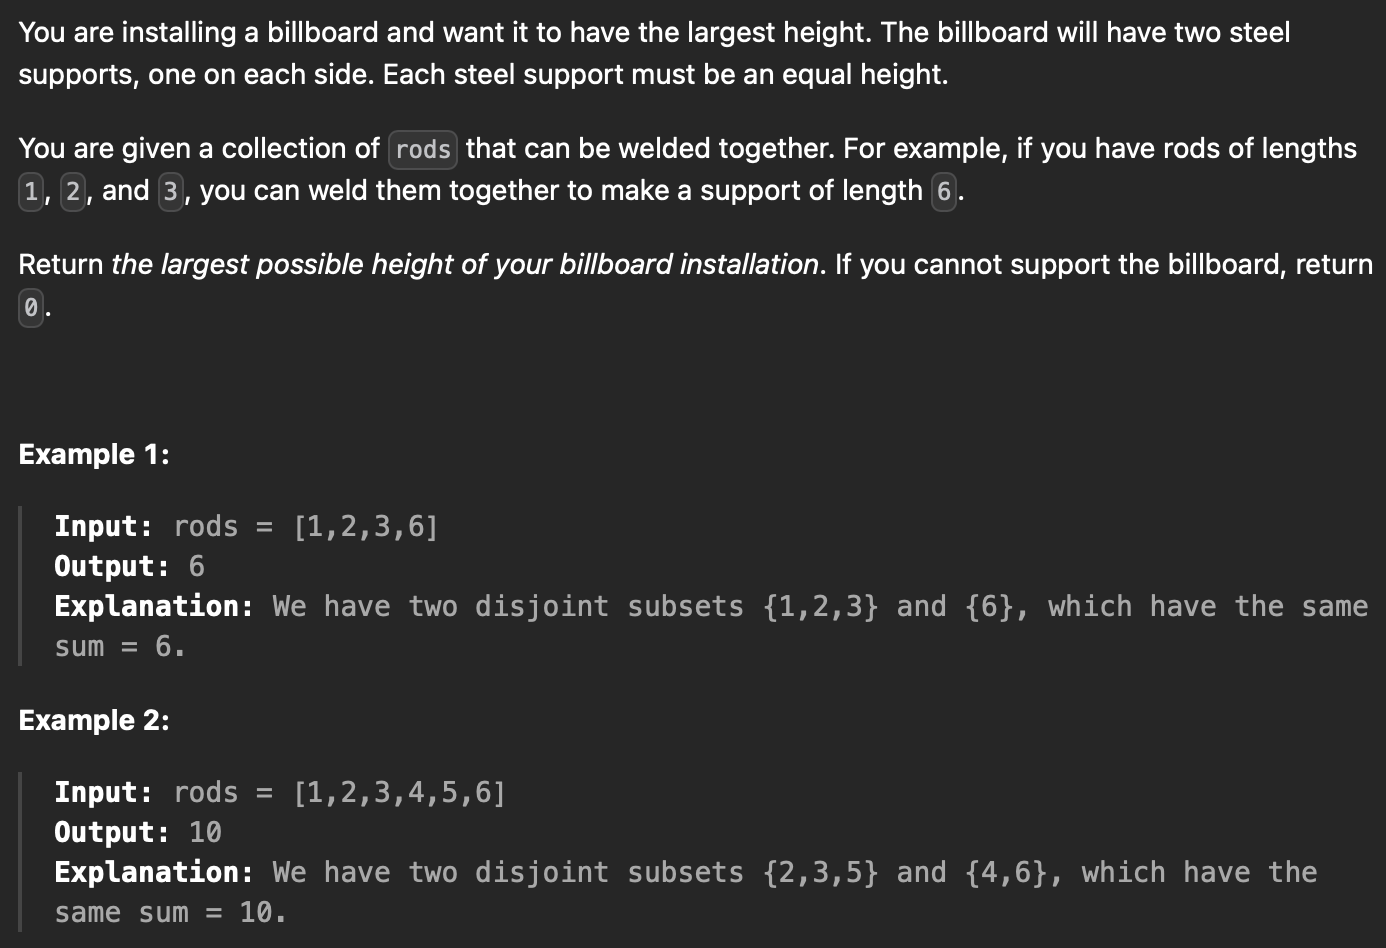 You are installing a billboard and want it to have the largest height. The billboard will have two steel
supports, one on each side. Each steel support must be an equal height.
You are given a collection of rods that can be welded together. For example, if you have rods of lengths
1, 2, and 3, you can weld them together to make a support of length 6.
Return the largest possible height of your billboard installation. If you cannot support the billboard, return
0.
Example 1:
Input: rods = [1,2,3,6]
Output: 6
Explanation: We have two disjoint subsets {1,2,3} and {6}, which have the same
sum = 6.
Example 2:
Input: rods = [1,2,3,4,5,6]
Output: 10
Explanation: We have two disjoint subsets {2,3,5} and {4,6}, which have the
same sum = 10.